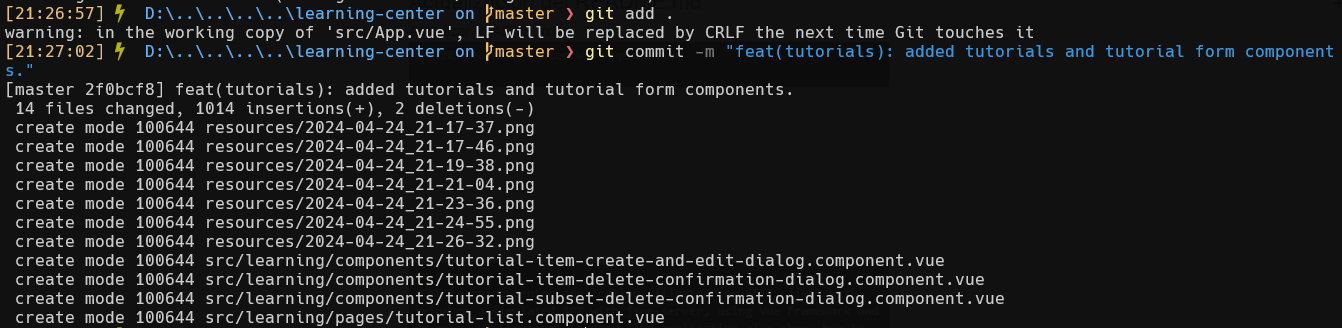 [21:26:57] D:\..\..\..\..\learning-center on master ❯ git add .
warning: in the working copy of 'src/App.vue', LF will be replaced by CRLF the next time Git touches it
[21:27:02] D:\..\..\..\..\learning-center on master ❯ git commit -m "feat(tutorials): added tutorials and tutorial form component
s."
[master 2f0bcf8] feat(tutorials): added tutorials and tutorial form components.
14 files changed, 1014 insertions(+), 2 deletions(-)
create mode 100644 resources/2024-04-24_21-17-37.png
create mode 100644 resources/2024-04-24_21-17-46.png
create mode 100644 resources/2024-04-24_21-19-38.png
create mode 100644 resources/2024-04-24_21-21-04.png
create mode 100644 resources/2024-04-24_21-23-36.png
create mode 100644 resources/2024-04-24_21-24-55.png
create mode 100644 resources/2024-04-24_21-26-32.png
create mode 100644 src/learning/components/tutorial-item-create-and-edit-dialog.component.vue
create mode 100644 src/learning/components/tutorial-item-delete-confirmation-dialog.component.vue
create mode 100644 src/learning/components/tutorial-subset-delete-confirmation-dialog.component.vue
create mode 100644 src/learning/pages/tutorial-list.component.vue